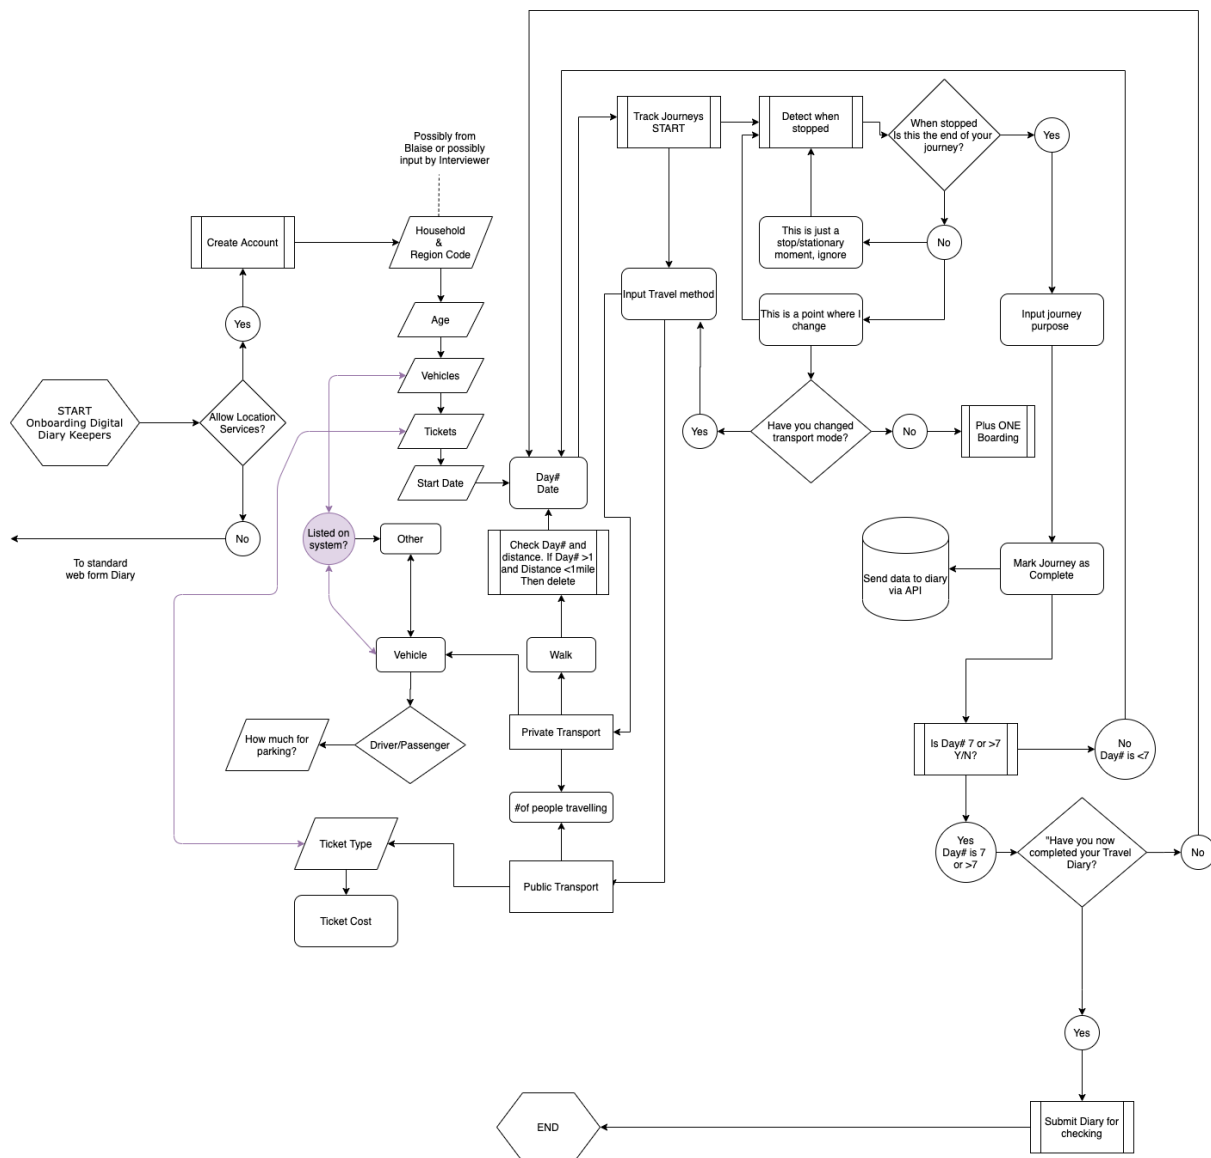 Possibly from
Blaise or possibly
input by Interviewer
Track Journeys
START
Detect when
stopped
When stopped
Is this the end of your
journey?
Yes
Create Account
Household
&
Region Code
This is just a
stop/stationary
moment, ignore
No
Input Travel method
This is a point where I
change
Input journey
purpose
Yes
Age
Vehicles
START
Onboarding Digital
Diary Keepers
Allow Location
Services?
Tickets
Yes
Have you changed
transport mode?
No
Plus ONE
Boarding
Start Date
Day#
Date
No
To standard
web form Diary
Listed on
system?
Other
Check Day# and
distance. If Day# >1
and Distance <1mile
Then delete
Send data to diary
via API
Mark Journey as
Complete
Vehicle
Walk
How much for
parking?
Driver/Passenger
Private Transport
Is Day# 7 or >7
Y/N?
No
Day# is <7
#of people travelling
Ticket Type
Public Transport
Yes
Day# is 7
or >7
"Have you now
completed your Travel
Diary?
No
Ticket Cost
Yes
END
Submit Diary for
checking